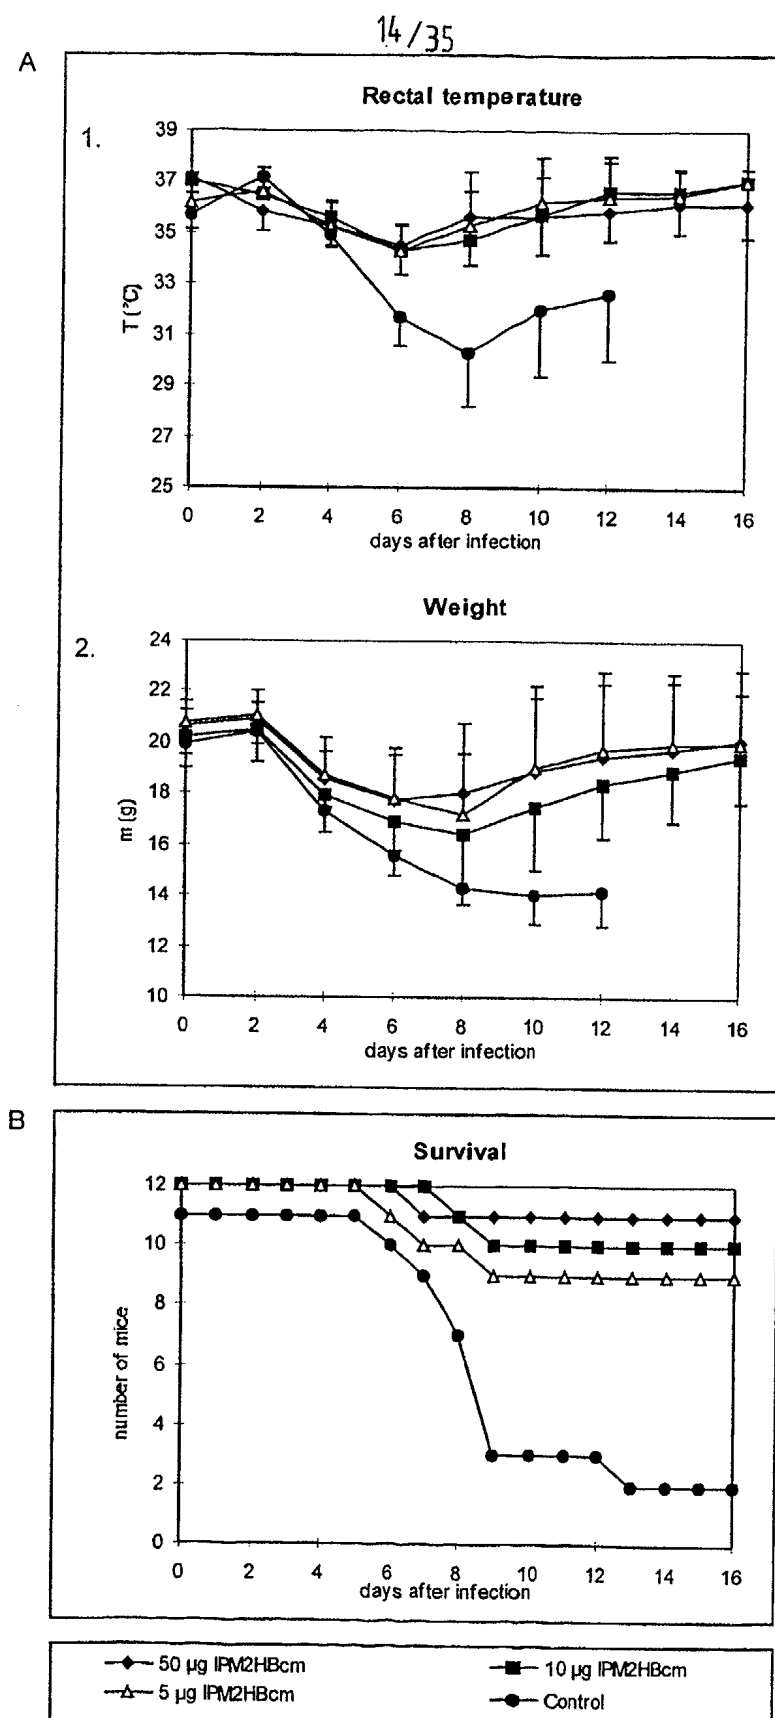 14/35
A
Rectal temperature
1.
39
37
35
33
31
29
27
25
T (°C)
0 2 4 6 8 10 12 14 16
days after infection
Weight
2.
24
22
20
18
16
14
12
10
m (g)
0 2 4 6 8 10 12 14 16
days after infection
B
Survival
12
10
8
6
4
2
0
number of mice
0 2 4 6 8 10 12 14 16
days after infection
50 µg IPM2HBcm
10 µg IPM2HBcm
5 µg IPM2HBcm
Control